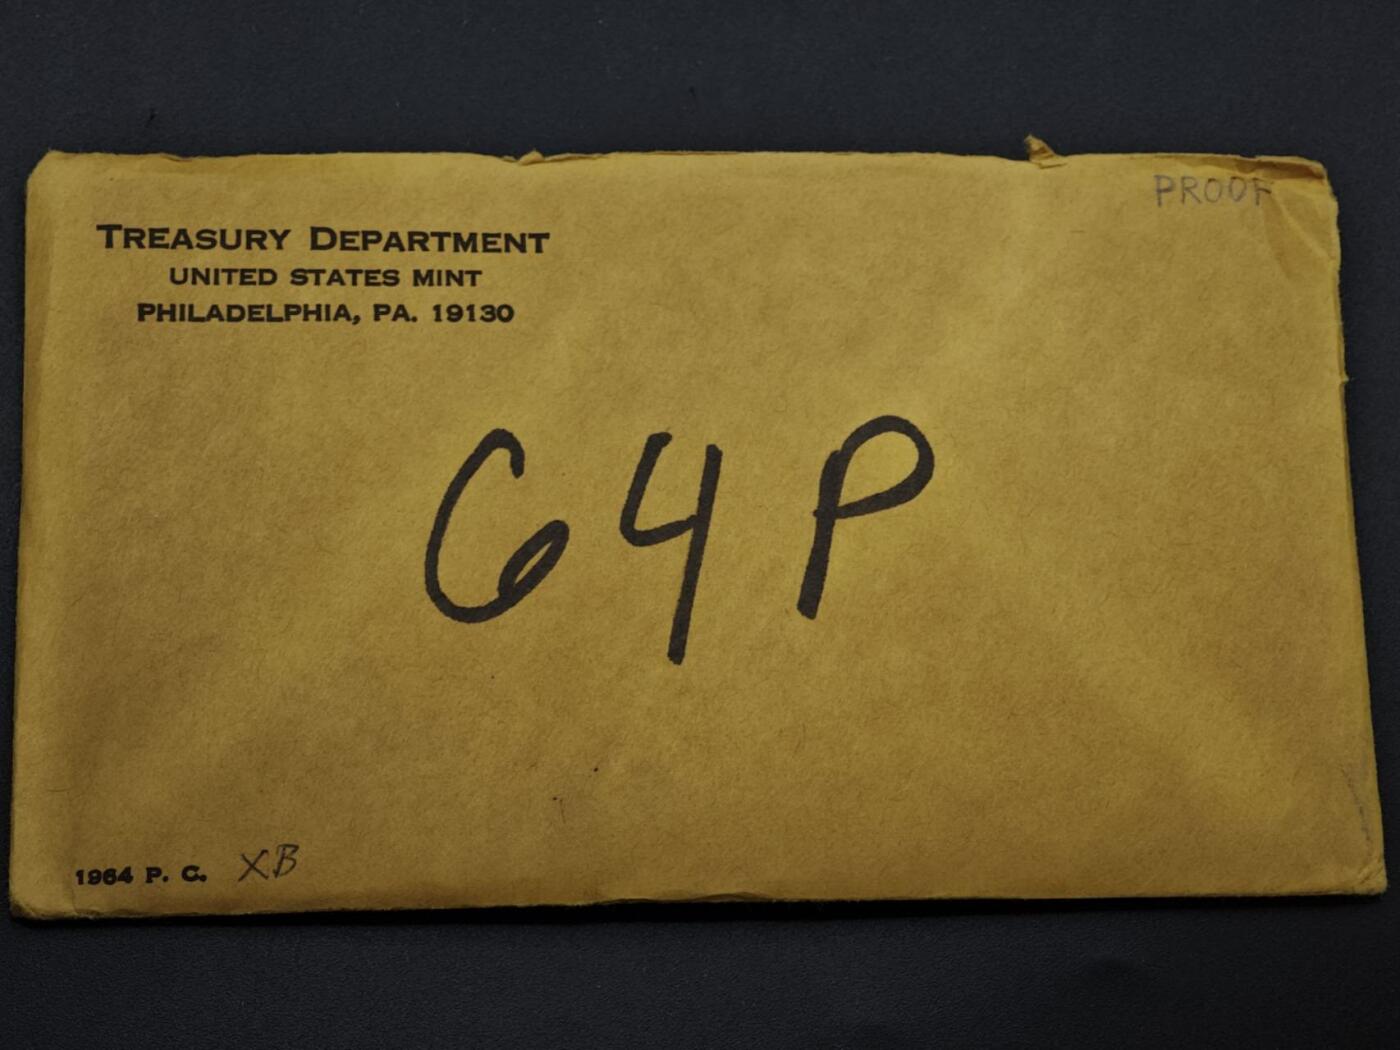 PROOF
TREASURY DEPARTMENT
UNITED STATES MINT
PHILADELPHIA, PA. 19130
64P
1964 P. C. XB